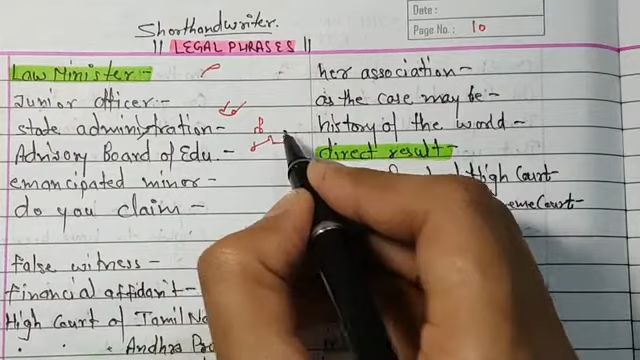 Shorthandwriter.
|| LEGAL PHRASES ||
Date :
Page No. : 10
Law Minister :-
Junior officer :-
state administration -
Advisory Board of Edu. -
emancipated minor -
do you claim -
false witness -
financial affidavit -
High Court of Tamil
Andhra
her association -
as the case may be -
history of the world -
direct result -
High Court
Court -